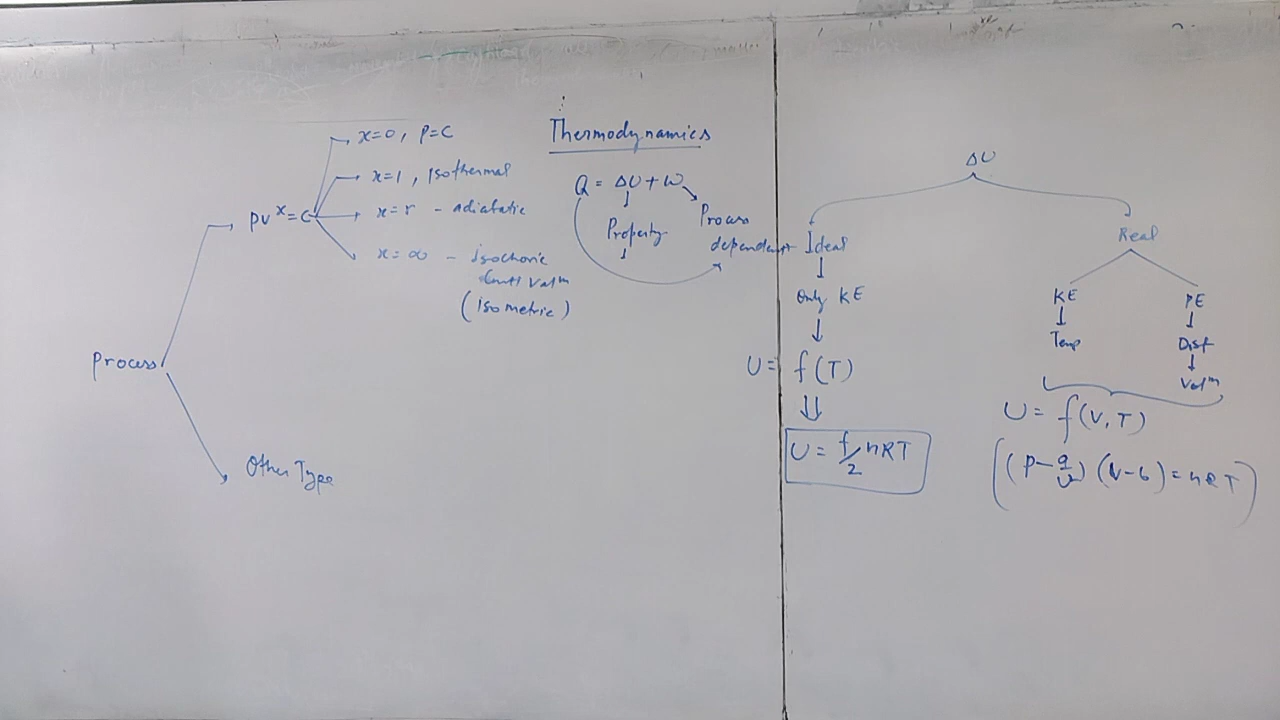 Thermodynamics
Q = ΔU + W
Property
Process
dependent
Process
PV^x = C
x=0, P=C
x=1, Isothermal
x=r - adiabatic
x=∞ - isochoric
(isometric)
Other Type
ΔU
Ideal
Only KE
U = f(T)
U = f/2 nRT
Real
KE
Temp
PE
Dist
Vol^m
U = f(V,T)
(V-b) = nRT